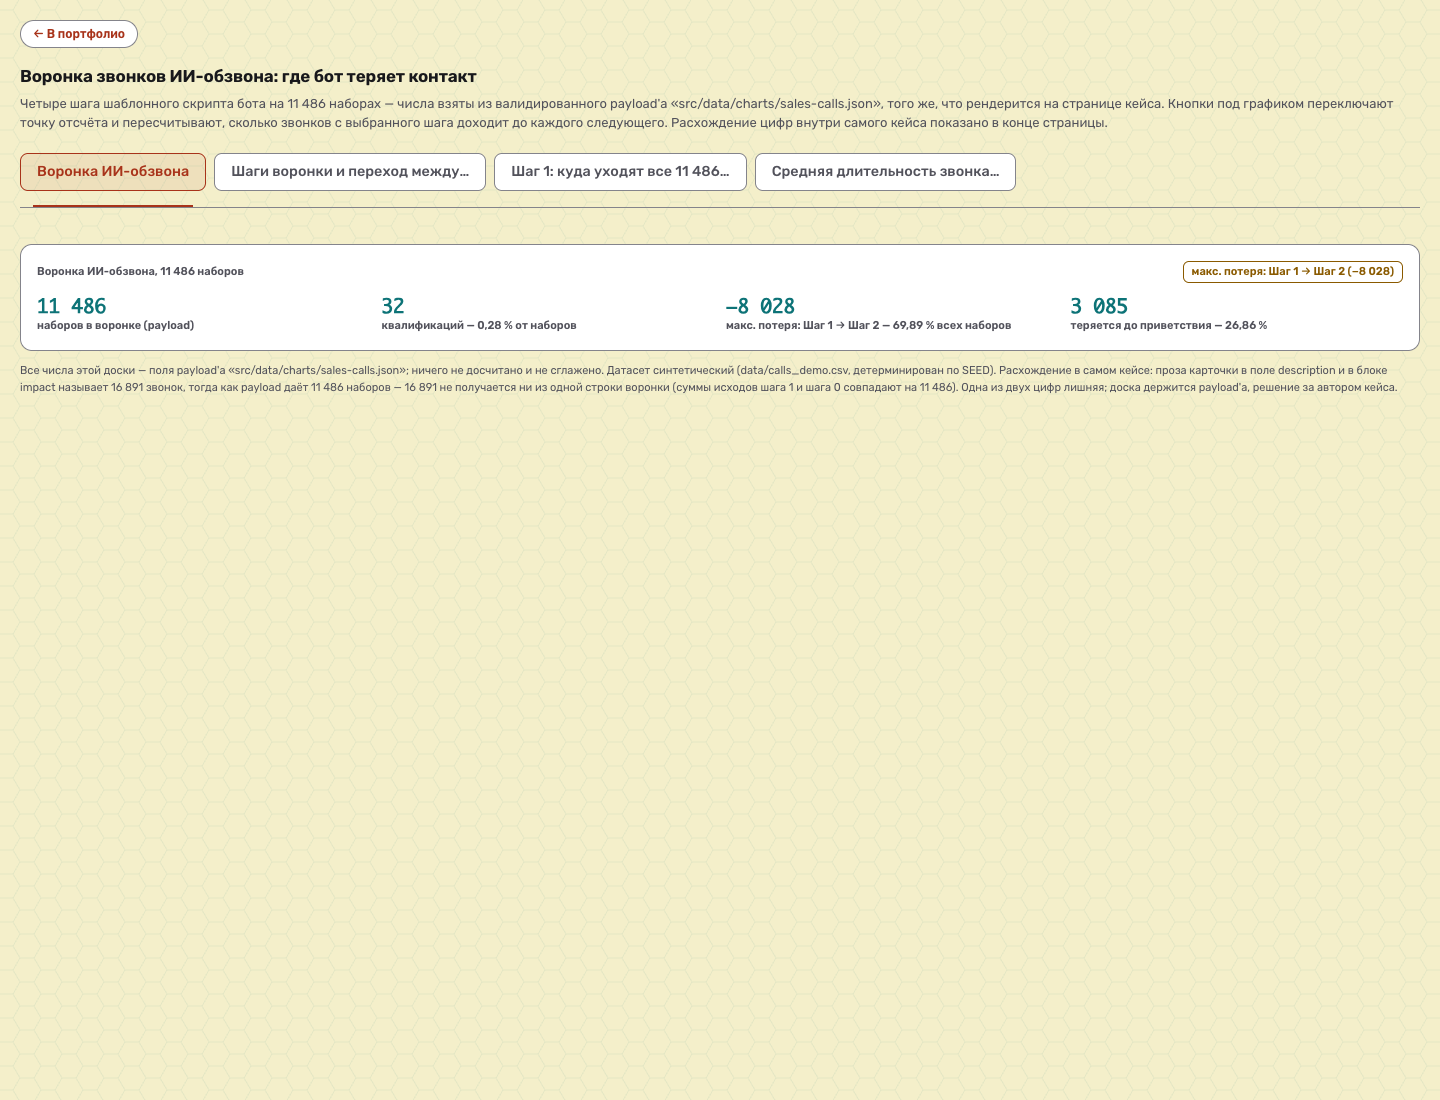 ← В портфолио
Воронка звонков ИИ-обзвона: где бот теряет контакт
Четыре шага шаблонного скрипта бота на 11 486 наборах — числа взяты из валидированного payload'а «src/data/charts/sales-calls.json», того же, что рендерится на странице кейса. Кнопки под графиком переключают
точку отсчёта и пересчитывают, сколько звонков с выбранного шага доходит до каждого следующего. Расхождение цифр внутри самого кейса показано в конце страницы.
Воронка ИИ-обзвона Шаги воронки и переход между… Шаг 1: куда уходят все 11 486… Средняя длительность звонка…
Воронка ИИ-обзвона, 11 486 наборов макс. потеря: Шаг 1 → Шаг 2 (−8 028)
11 486 32 −8 028 3 085
наборов в воронке (payload) квалификаций — 0,28 % от наборов макс. потеря: Шаг 1 → Шаг 2 — 69,89 % всех наборов теряется до приветствия — 26,86 %
Все числа этой доски — поля payload'а «src/data/charts/sales-calls.json»; ничего не досчитано и не сглажено. Датасет синтетический (data/calls_demo.csv, детерминирован по SEED). Расхождение в самом кейсе: проза карточки в поле description и в блоке
impact называет 16 891 звонок, тогда как payload даёт 11 486 наборов — 16 891 не получается ни из одной строки воронки (суммы исходов шага 1 и шага 0 совпадают на 11 486). Одна из двух цифр лишняя; доска держится payload'а, решение за автором кейса.